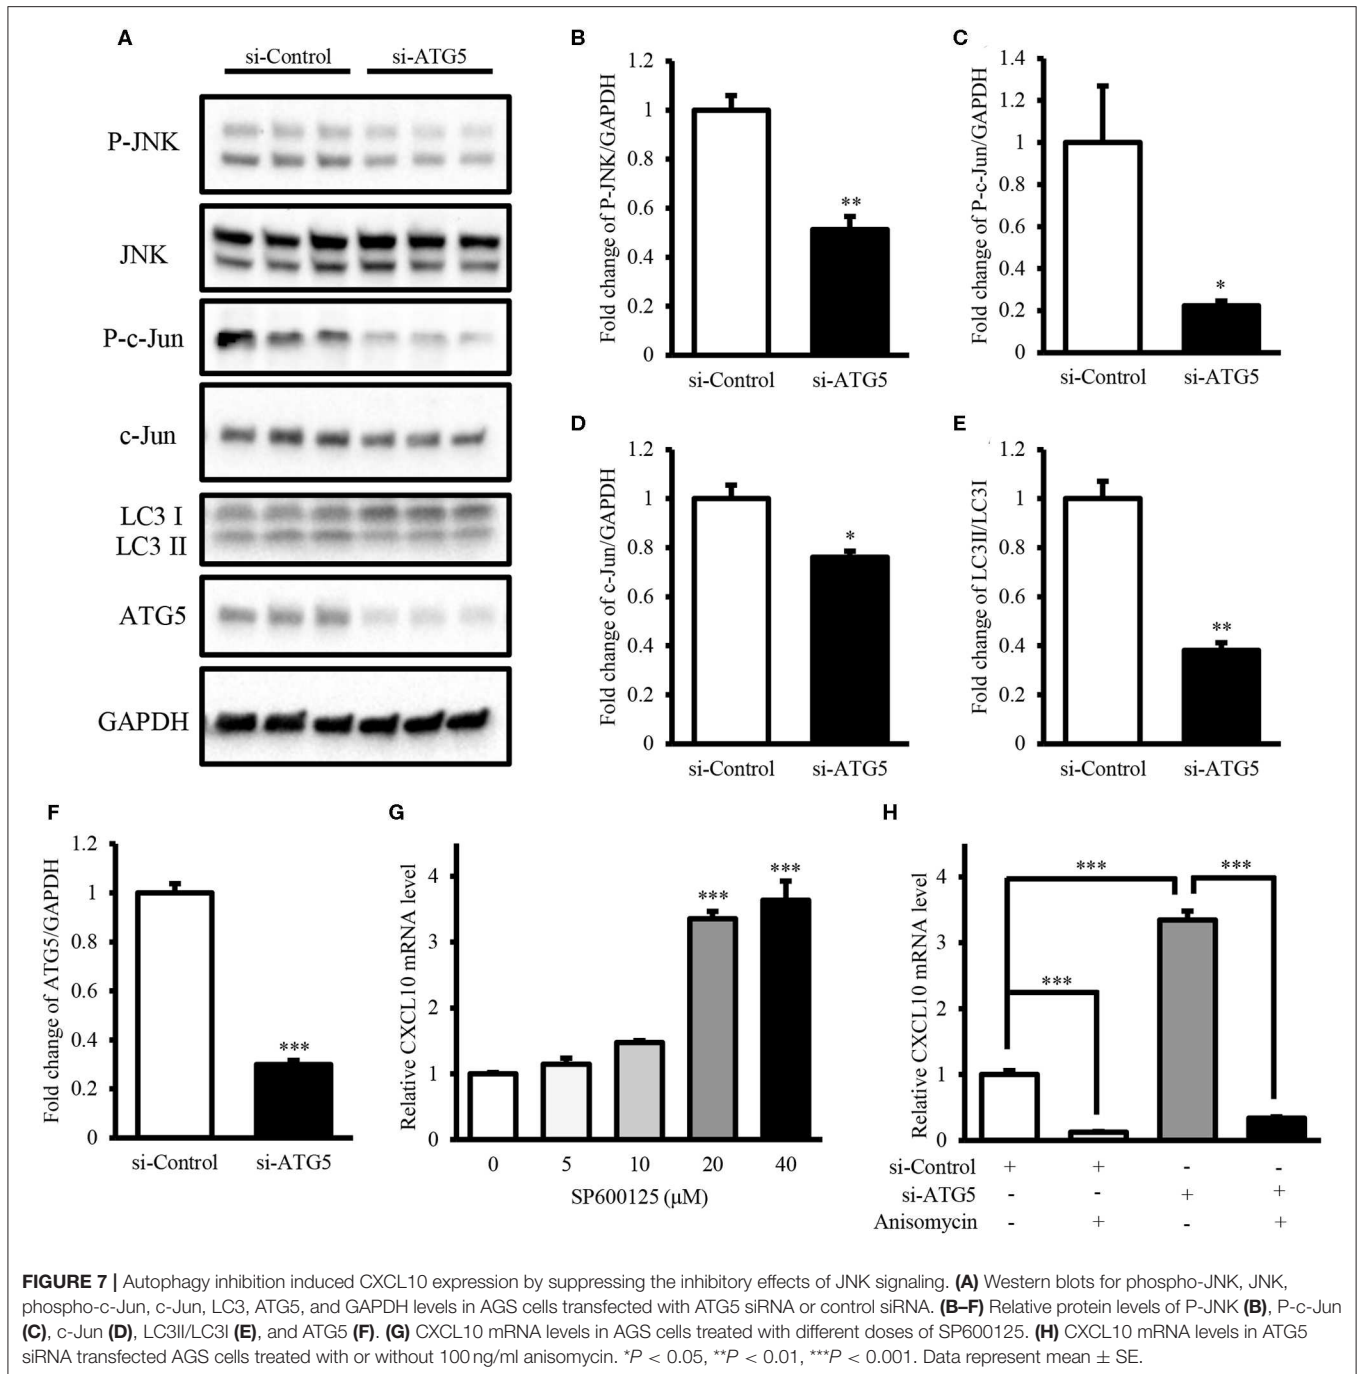 A
si-Control si-ATG5
P-JNK
JNK
P-c-Jun
c-Jun
LC3 I
LC3 II
ATG5
GAPDH
B
Fold change of P-JNK/GAPDH
1.2
1
0.8
0.6
0.4
0.2
0
**
si-Control si-ATG5
C
Fold change of P-c-Jun/GAPDH
1.4
1.2
1
0.8
0.6
0.4
0.2
0
*
si-Control si-ATG5
D
Fold change of c-Jun/GAPDH
1.2
1
0.8
0.6
0.4
0.2
0
*
si-Control si-ATG5
E
Fold change of LC3II/LC3I
1.2
1
0.8
0.6
0.4
0.2
0
**
si-Control si-ATG5
F
Fold change of ATG5/GAPDH
1.2
1
0.8
0.6
0.4
0.2
0
***
si-Control si-ATG5
G
Relative CXCL10 mRNA level
4
3
2
1
0
*** ***
0 5 10 20 40
SP600125 (μM)
H
Relative CXCL10 mRNA level
4
3
2
1
0
*** ***
***
si-Control + + - -
si-ATG5 - - + +
Anisomycin - + - +
FIGURE 7 | Autophagy inhibition induced CXCL10 expression by suppressing the inhibitory effects of JNK signaling. (A) Western blots for phospho-JNK, JNK,
phospho-c-Jun, c-Jun, LC3, ATG5, and GAPDH levels in AGS cells transfected with ATG5 siRNA or control siRNA. (B–F) Relative protein levels of P-JNK (B), P-c-Jun
(C), c-Jun (D), LC3II/LC3I (E), and ATG5 (F). (G) CXCL10 mRNA levels in AGS cells treated with different doses of SP600125. (H) CXCL10 mRNA levels in ATG5
siRNA transfected AGS cells treated with or without 100 ng/ml anisomycin. *P < 0.05, **P < 0.01, ***P < 0.001. Data represent mean ± SE.